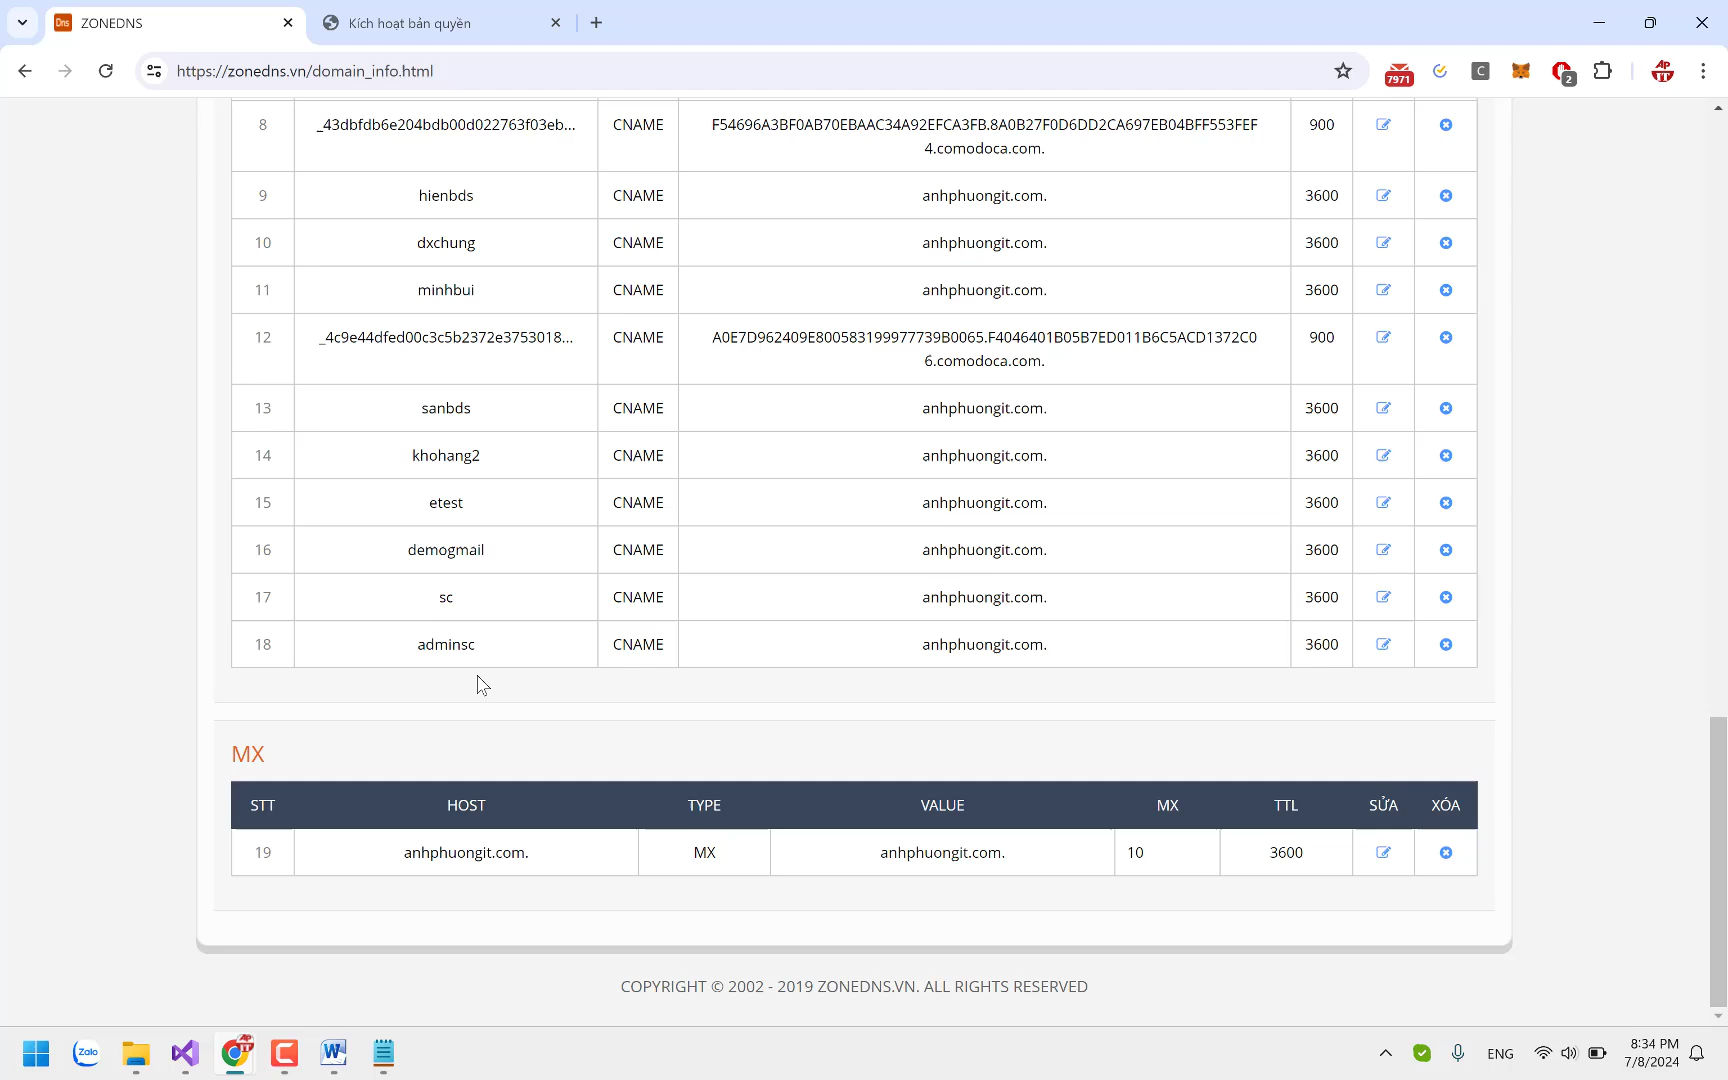 ZONEDNS
Kích hoạt bản quyền
https://zonedns.vn/domain_info.html
7971
C
2
8 _43dbfdb6e204bdb00d022763f03eb... CNAME F54696A3BF0AB70EBAAC34A92EFCA3FB.8A0B27F0D6DD2CA697EB04BFF553FEF 900
4.comodoca.com.
9 hienbds CNAME anhphuongit.com. 3600
10 dxchung CNAME anhphuongit.com. 3600
11 minhbui CNAME anhphuongit.com. 3600
12 _4c9e44dfed00c3c5b2372e3753018... CNAME A0E7D962409E800583199977739B0065.F4046401B05B7ED011B6C5ACD1372C0 900
6.comodoca.com.
13 sanbds CNAME anhphuongit.com. 3600
14 khohang2 CNAME anhphuongit.com. 3600
15 etest CNAME anhphuongit.com. 3600
16 demogmail CNAME anhphuongit.com. 3600
17 sc CNAME anhphuongit.com. 3600
18 adminsc CNAME anhphuongit.com. 3600
MX
STT HOST TYPE VALUE MX TTL SỬA XÓA
19 anhphuongit.com. MX anhphuongit.com. 10 3600
COPYRIGHT © 2002 - 2019 ZONEDNS.VN. ALL RIGHTS RESERVED
Zalo
ENG
8:34 PM
7/8/2024